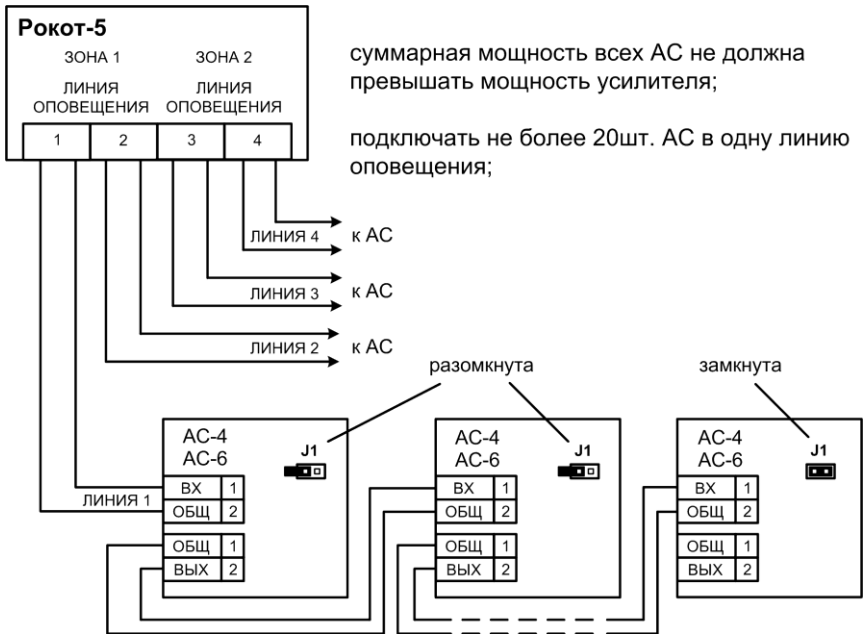 Рокот-5
ЗОНА 1
ЗОНА 2
ЛИНИЯ ОПОВЕЩЕНИЯ
ЛИНИЯ ОПОВЕЩЕНИЯ
1
2
3
4
суммарная мощность всех АС не должна
превышать мощность усилителя;
подключать не более 20шт. АС в одну линию
оповещения;
ЛИНИЯ 4
к АС
ЛИНИЯ 3
к АС
ЛИНИЯ 2
к АС
разомкнута
замкнута
АС-4
АС-6
J1
ЛИНИЯ 1
ВХ 1
ОБЩ 2
ОБЩ 1
ВЫХ 2
АС-4
АС-6
J1
ВХ 1
ОБЩ 2
ОБЩ 1
ВЫХ 2
АС-4
АС-6
J1
ВХ 1
ОБЩ 2
ОБЩ 1
ВЫХ 2